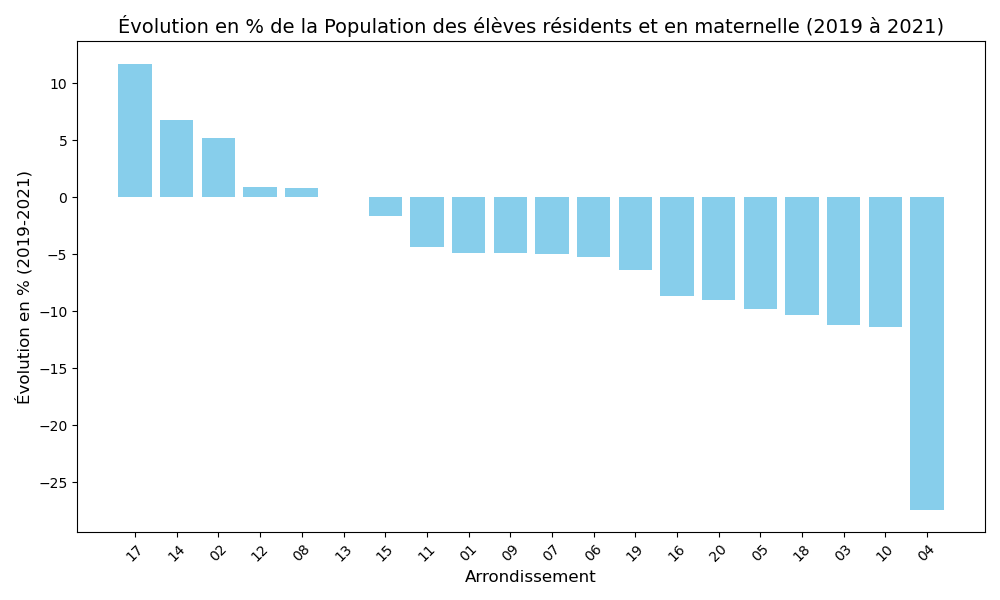 Évolution en % de la Population des élèves résidents et en maternelle (2019 à 2021)
Évolution en % (2019-2021)
10
5
0
−5
−10
−15
−20
−25
17 14 02 12 08 13 15 11 01 09 07 06 19 16 20 05 18 03 10 04
Arrondissement